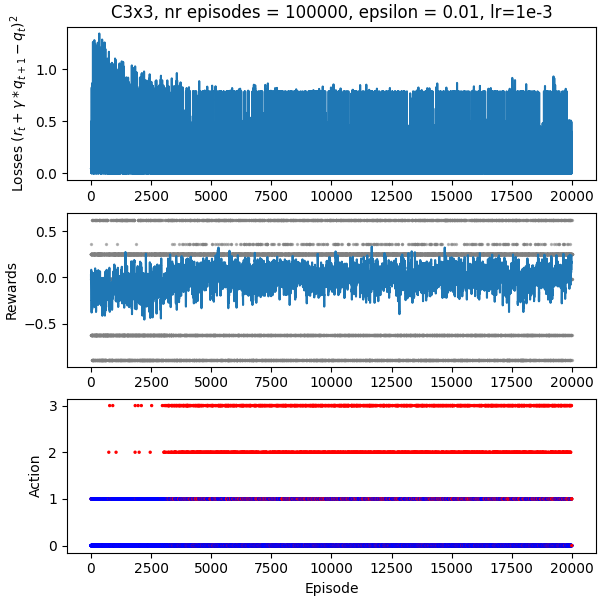 C3x3, nr episodes = 100000, epsilon = 0.01, lr=1e-3
Losses $(r_t + \gamma * q_{t+1} - q_t)^2$
1.0
0.5
0.0
0 2500 5000 7500 10000 12500 15000 17500 20000
Rewards
0.5
0.0
−0.5
0 2500 5000 7500 10000 12500 15000 17500 20000
Action
3
2
1
0
0 2500 5000 7500 10000 12500 15000 17500 20000
Episode